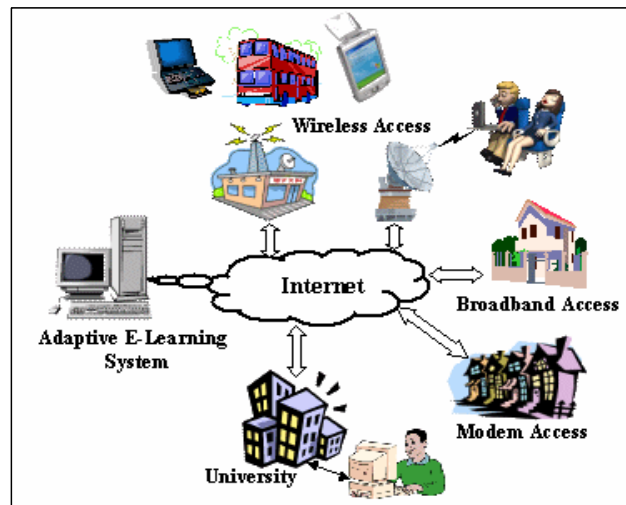 Wireless Access
Internet
Broadband Access
Adaptive E-Learning
System
Modem Access
University